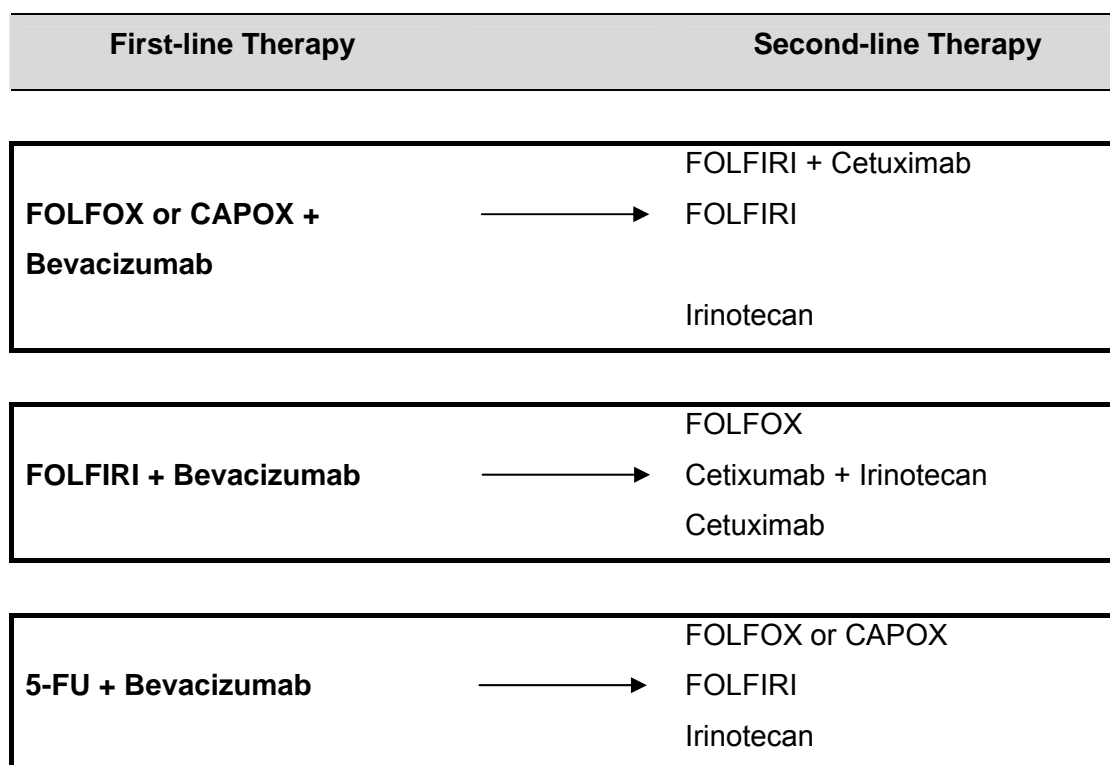 First-line Therapy Second-line Therapy
FOLFIRI + Cetuximab
FOLFOX or CAPOX + FOLFIRI
Bevacizumab
Irinotecan
FOLFOX
FOLFIRI + Bevacizumab Cetixumab + Irinotecan
Cetuximab
FOLFOX or CAPOX
5-FU + Bevacizumab FOLFIRI
Irinotecan